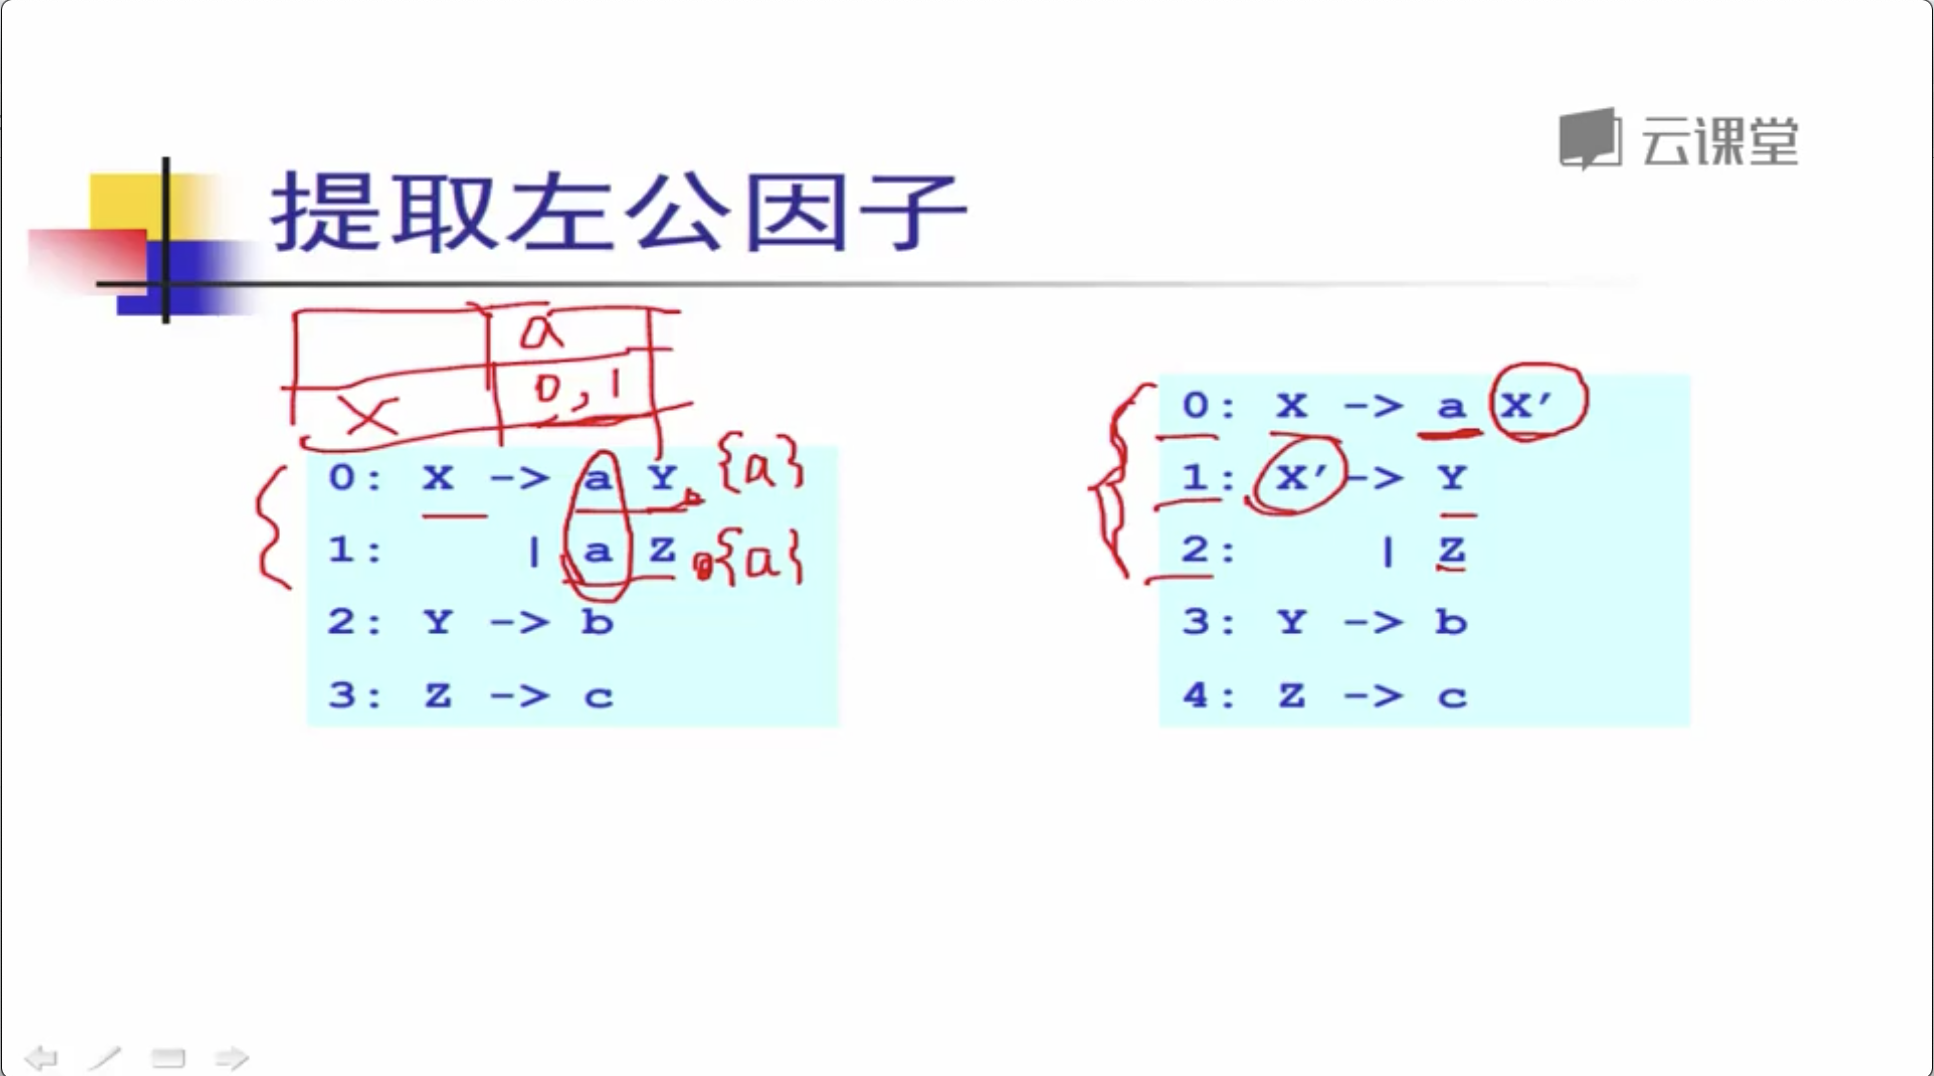 云课堂
提取左公因子
a
X 0,1
0: X -> a Y {a}
1: | a Z {a}
2: Y -> b
3: Z -> c
0: X -> a X'
1: X' -> Y
2: | Z
3: Y -> b
4: Z -> c